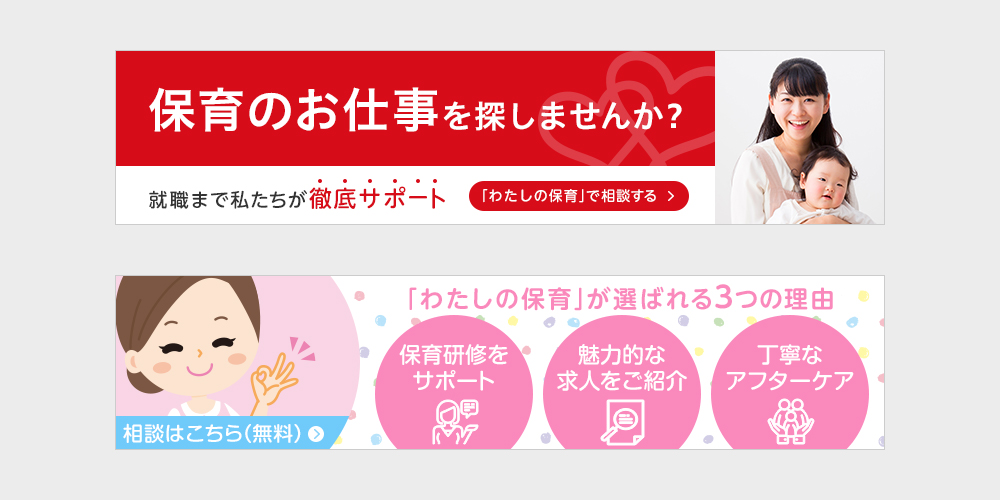 保育のお仕事を探しませんか?
就職まで私たちが徹底サポート
「わたしの保育」で相談する
「わたしの保育」が選ばれる3つの理由
保育研修を
サポート
魅力的な
求人をご紹介
丁寧な
アフターケア
相談はこちら(無料)